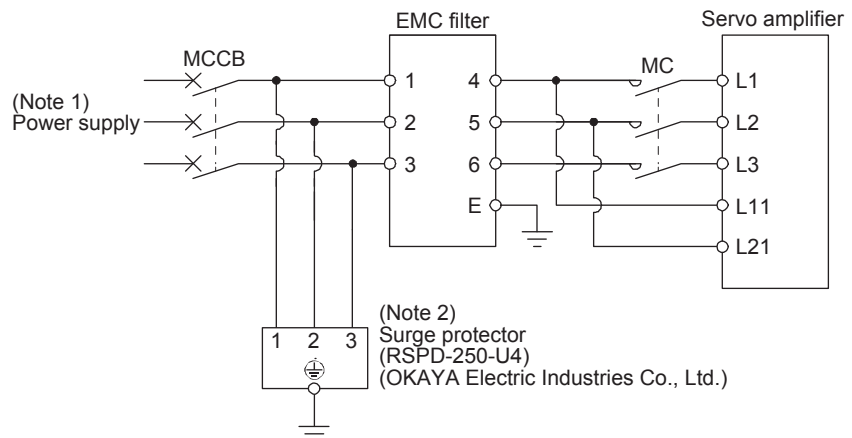 EMC filter
Servo amplifier
MCCB
MC
(Note 1)
Power supply
1
2
3
4
5
6
E
L1
L2
L3
L11
L21
1 2 3
(Note 2)
Surge protector
(RSPD-250-U4)
(OKAYA Electric Industries Co., Ltd.)